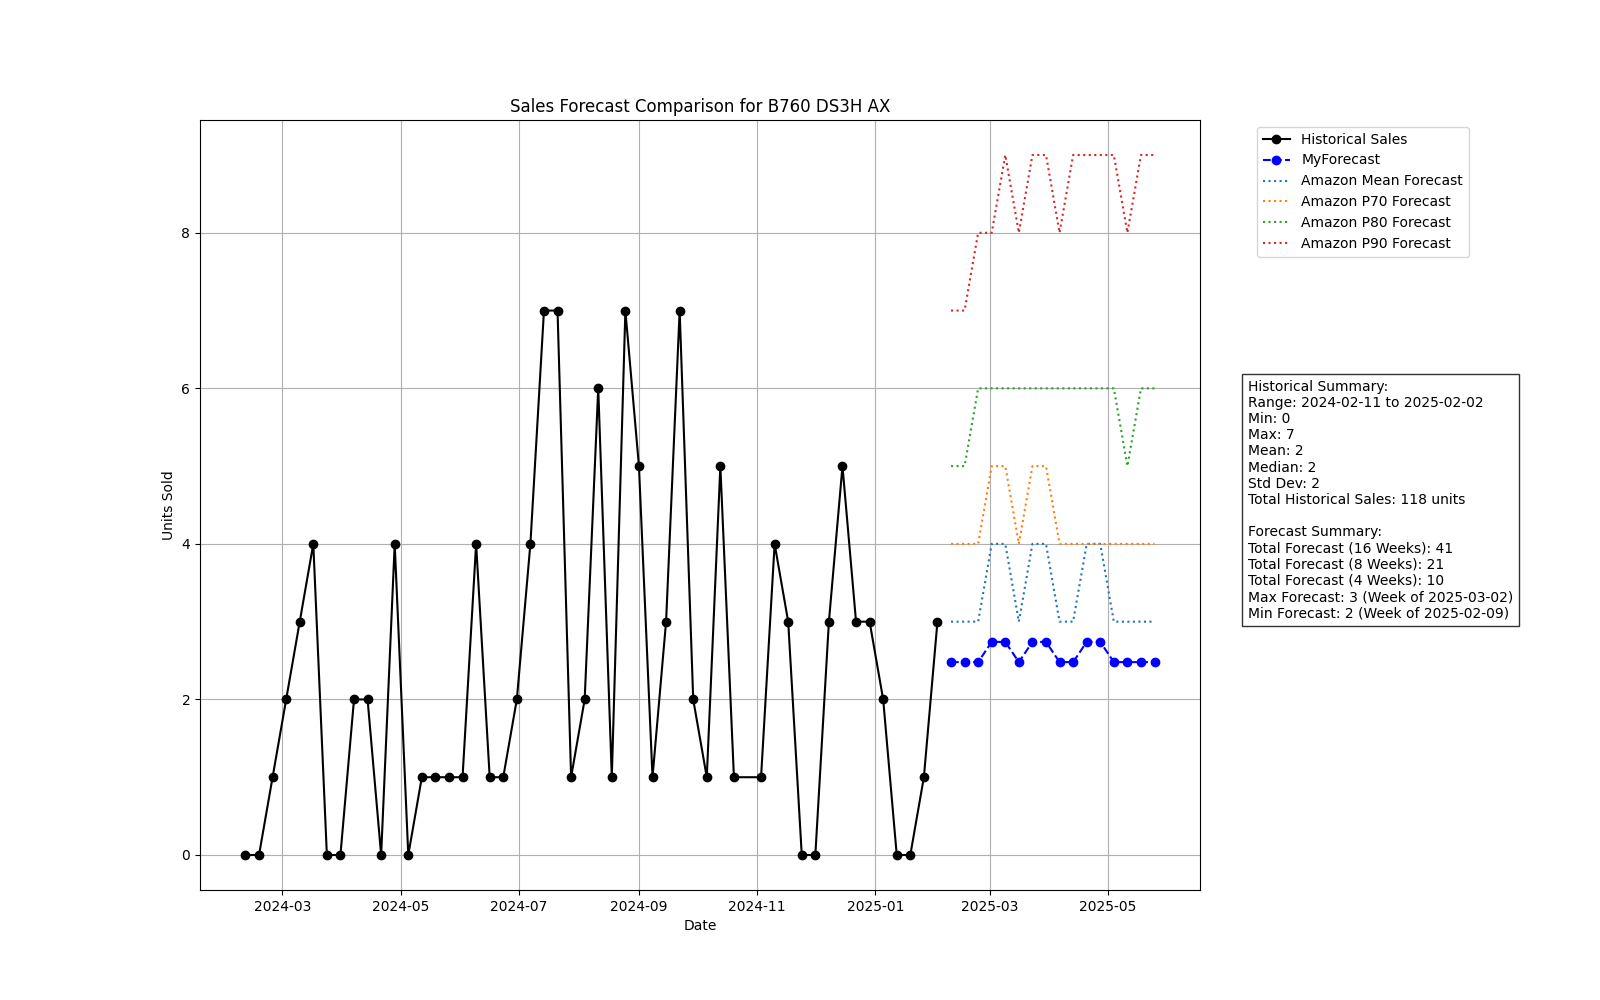 Sales Forecast Comparison for B760 DS3H AX
Units Sold
8
6
4
2
0
2024-03
2024-05
2024-07
2024-09
2024-11
2025-01
2025-03
2025-05
Date
Historical Sales
MyForecast
Amazon Mean Forecast
Amazon P70 Forecast
Amazon P80 Forecast
Amazon P90 Forecast
Historical Summary:
Range: 2024-02-11 to 2025-02-02
Min: 0
Max: 7
Mean: 2
Median: 2
Std Dev: 2
Total Historical Sales: 118 units
Forecast Summary:
Total Forecast (16 Weeks): 41
Total Forecast (8 Weeks): 21
Total Forecast (4 Weeks): 10
Max Forecast: 3 (Week of 2025-03-02)
Min Forecast: 2 (Week of 2025-02-09)